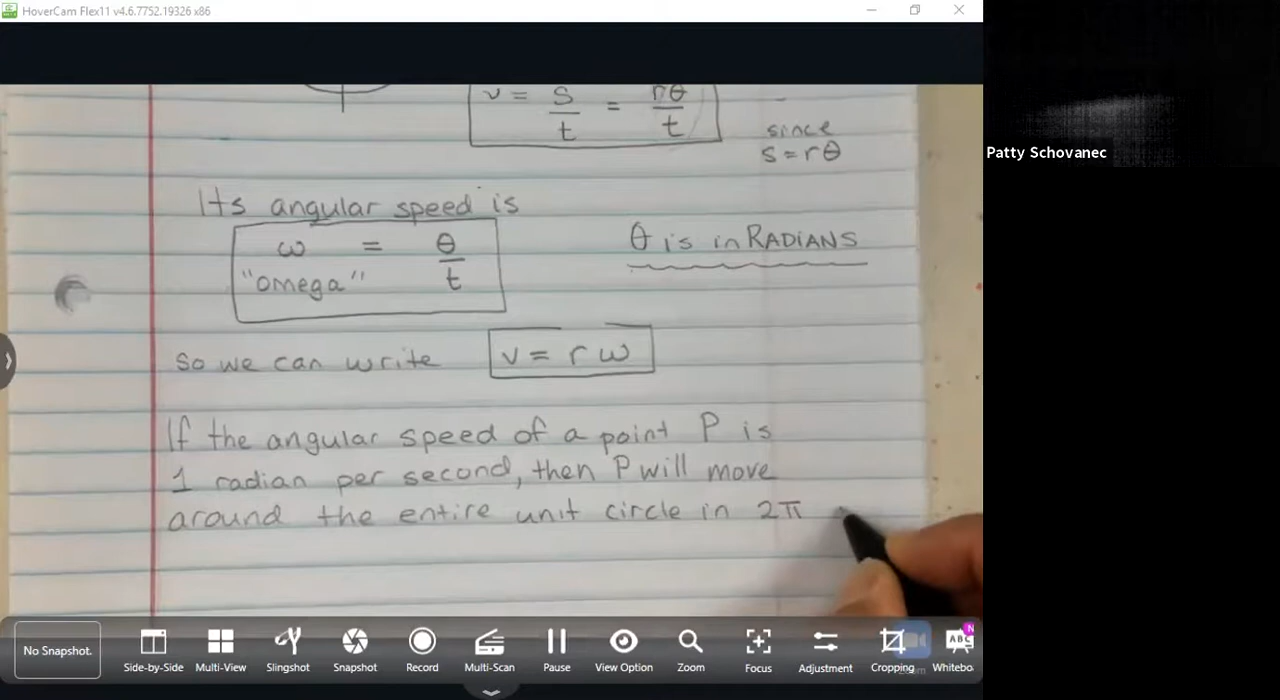 HoverCam Flex11 v4.6.7752.19326 x86
v = s/t = rθ/t
since
s = rθ
Patty Schovanec
Its angular speed is
ω = θ/t
"omega"
θ is in RADIANS
so we can write v = r ω
If the angular speed of a point P is
1 radian per second, then P will move
around the entire unit circle in 2π
No Snapshot.
Side-by-Side
Multi-View
Slingshot
Snapshot
Record
Multi-Scan
Pause
View Option
Zoom
Focus
Adjustment
Cropping
ABC
N
Whiteboa